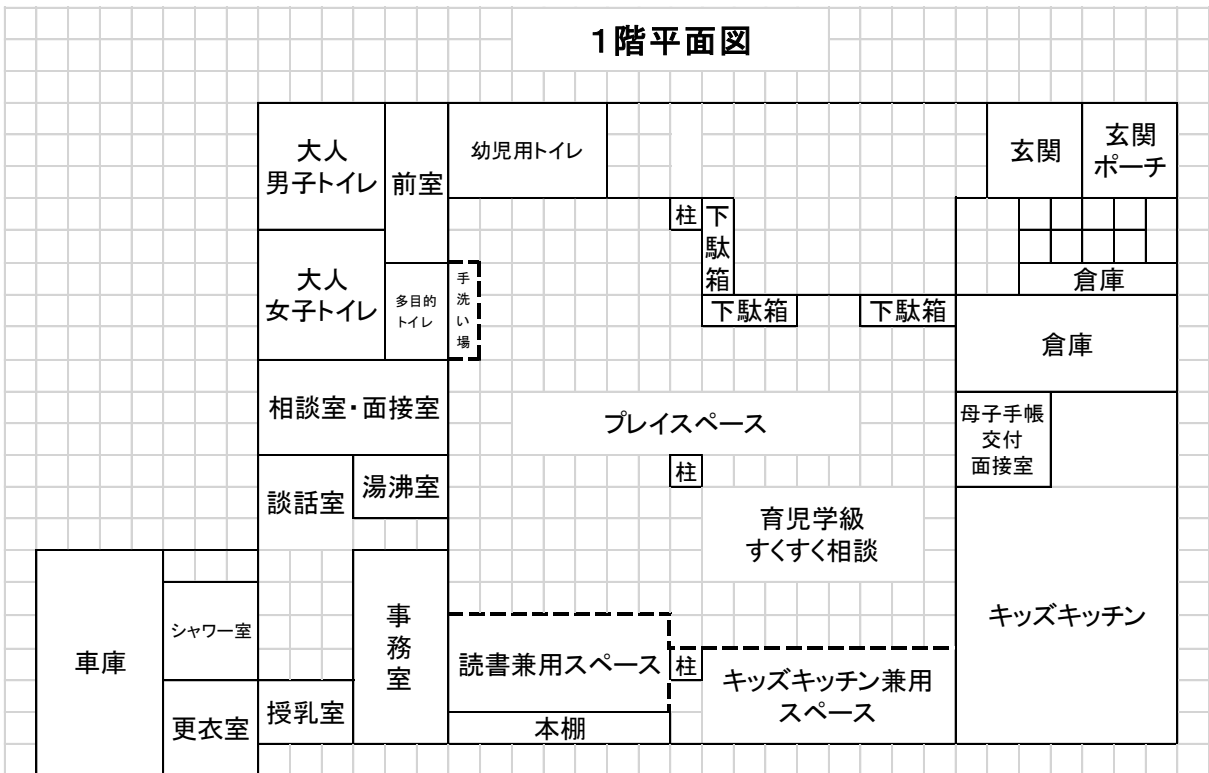 1階平面図
大人
男子トイレ
前室
幼児用トイレ
玄関
玄関
ポーチ
柱
下駄箱
大人
女子トイレ
多目的
トイレ
手洗い場
倉庫
下駄箱
下駄箱
倉庫
相談室・面接室
プレイスペース
母子手帳
交付
面接室
談話室
湯沸室
柱
育児学級
すくすく相談
車庫
シャワー室
事務室
キッズキッチン
読書兼用スペース
柱
キッズキッチン兼用
スペース
更衣室
授乳室
本棚